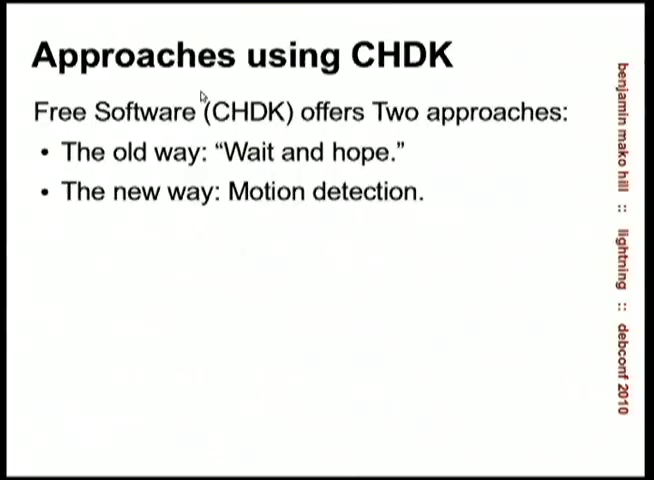 Approaches using CHDK
Free Software (CHDK) offers Two approaches:
• The old way: “Wait and hope.”
• The new way: Motion detection.
benjamin mako hill :: lightning :: debconf 2010